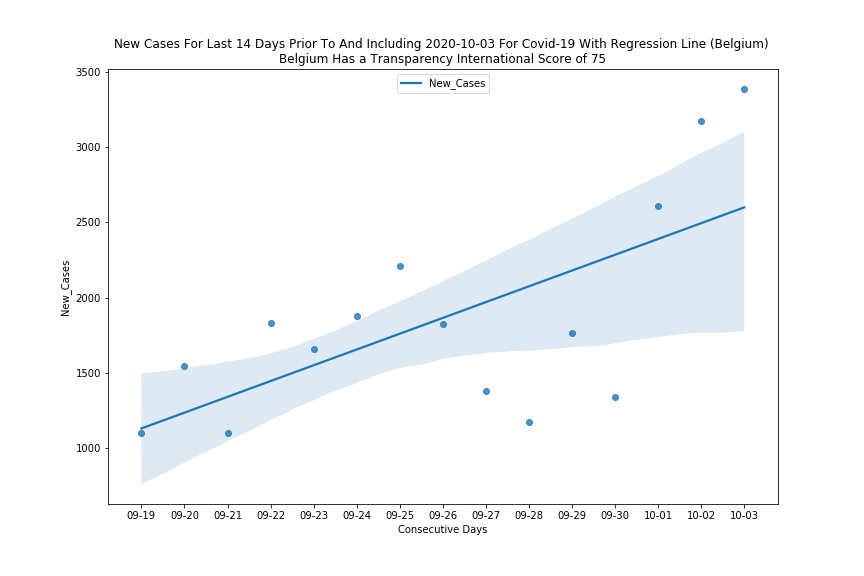 New Cases For Last 14 Days Prior To And Including 2020-10-03 For Covid-19 With Regression Line (Belgium)
Belgium Has a Transparency International Score of 75
New_Cases
3500
3000
2500
2000
1500
1000
New_Cases
09-19 09-20 09-21 09-22 09-23 09-24 09-25 09-26 09-27 09-28 09-29 09-30 10-01 10-02 10-03
Consecutive Days